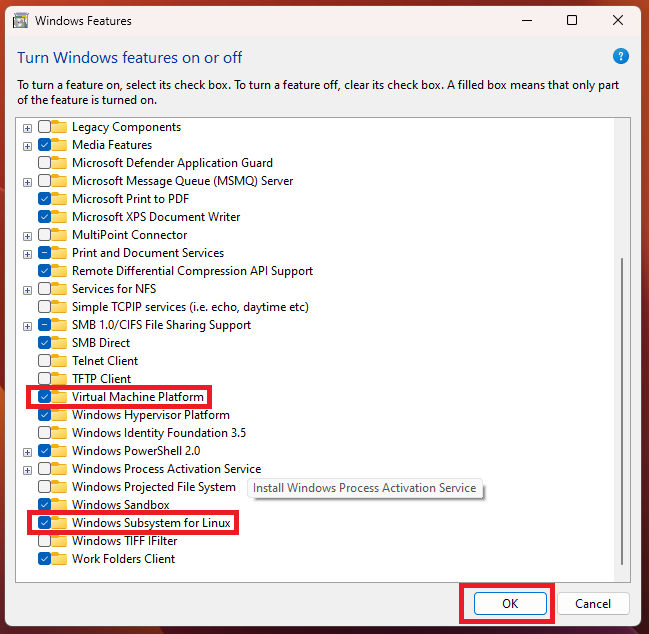 Windows Features
Turn Windows features on or off
?
To turn a feature on, select its check box. To turn a feature off, clear its check box. A filled box means that only part
of the feature is turned on.
Legacy Components
Media Features
Microsoft Defender Application Guard
Microsoft Message Queue (MSMQ) Server
Microsoft Print to PDF
Microsoft XPS Document Writer
MultiPoint Connector
Print and Document Services
Remote Differential Compression API Support
Services for NFS
Simple TCPIP services (i.e. echo, daytime etc)
SMB 1.0/CIFS File Sharing Support
SMB Direct
Telnet Client
TFTP Client
Virtual Machine Platform
Windows Hypervisor Platform
Windows Identity Foundation 3.5
Windows PowerShell 2.0
Windows Process Activation Service
Windows Projected File System
Install Windows Process Activation Service
Windows Sandbox
Windows Subsystem for Linux
Windows TIFF IFilter
Work Folders Client
OK
Cancel